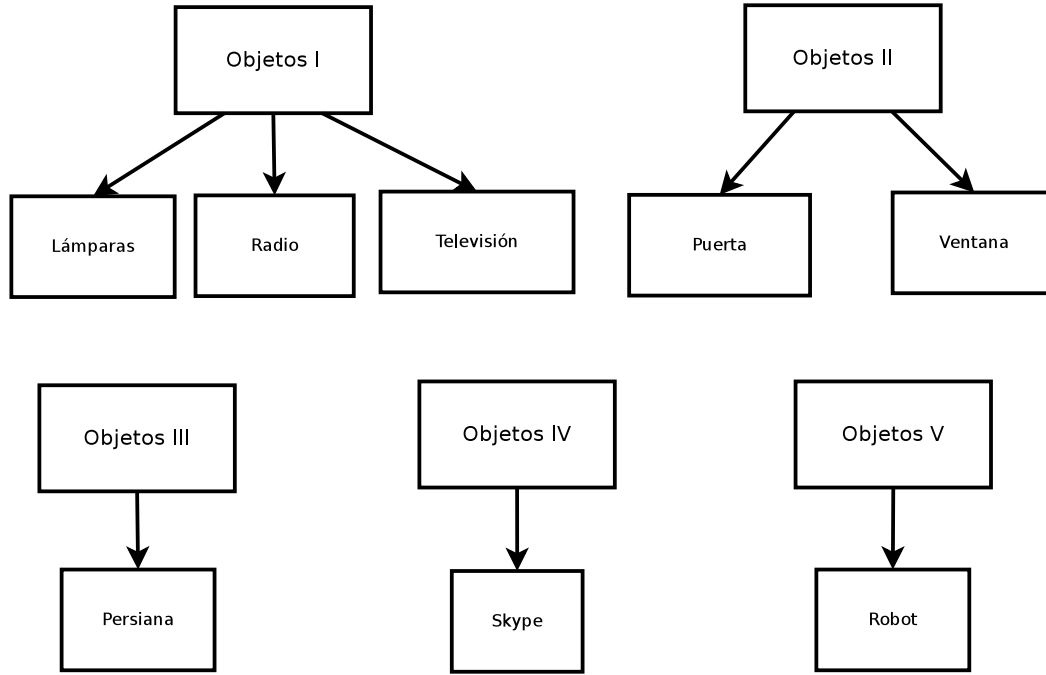 Objetos I
Objetos II
Lámparas
Radio
Televisión
Puerta
Ventana
Objetos III
Objetos IV
Objetos V
Persiana
Skype
Robot